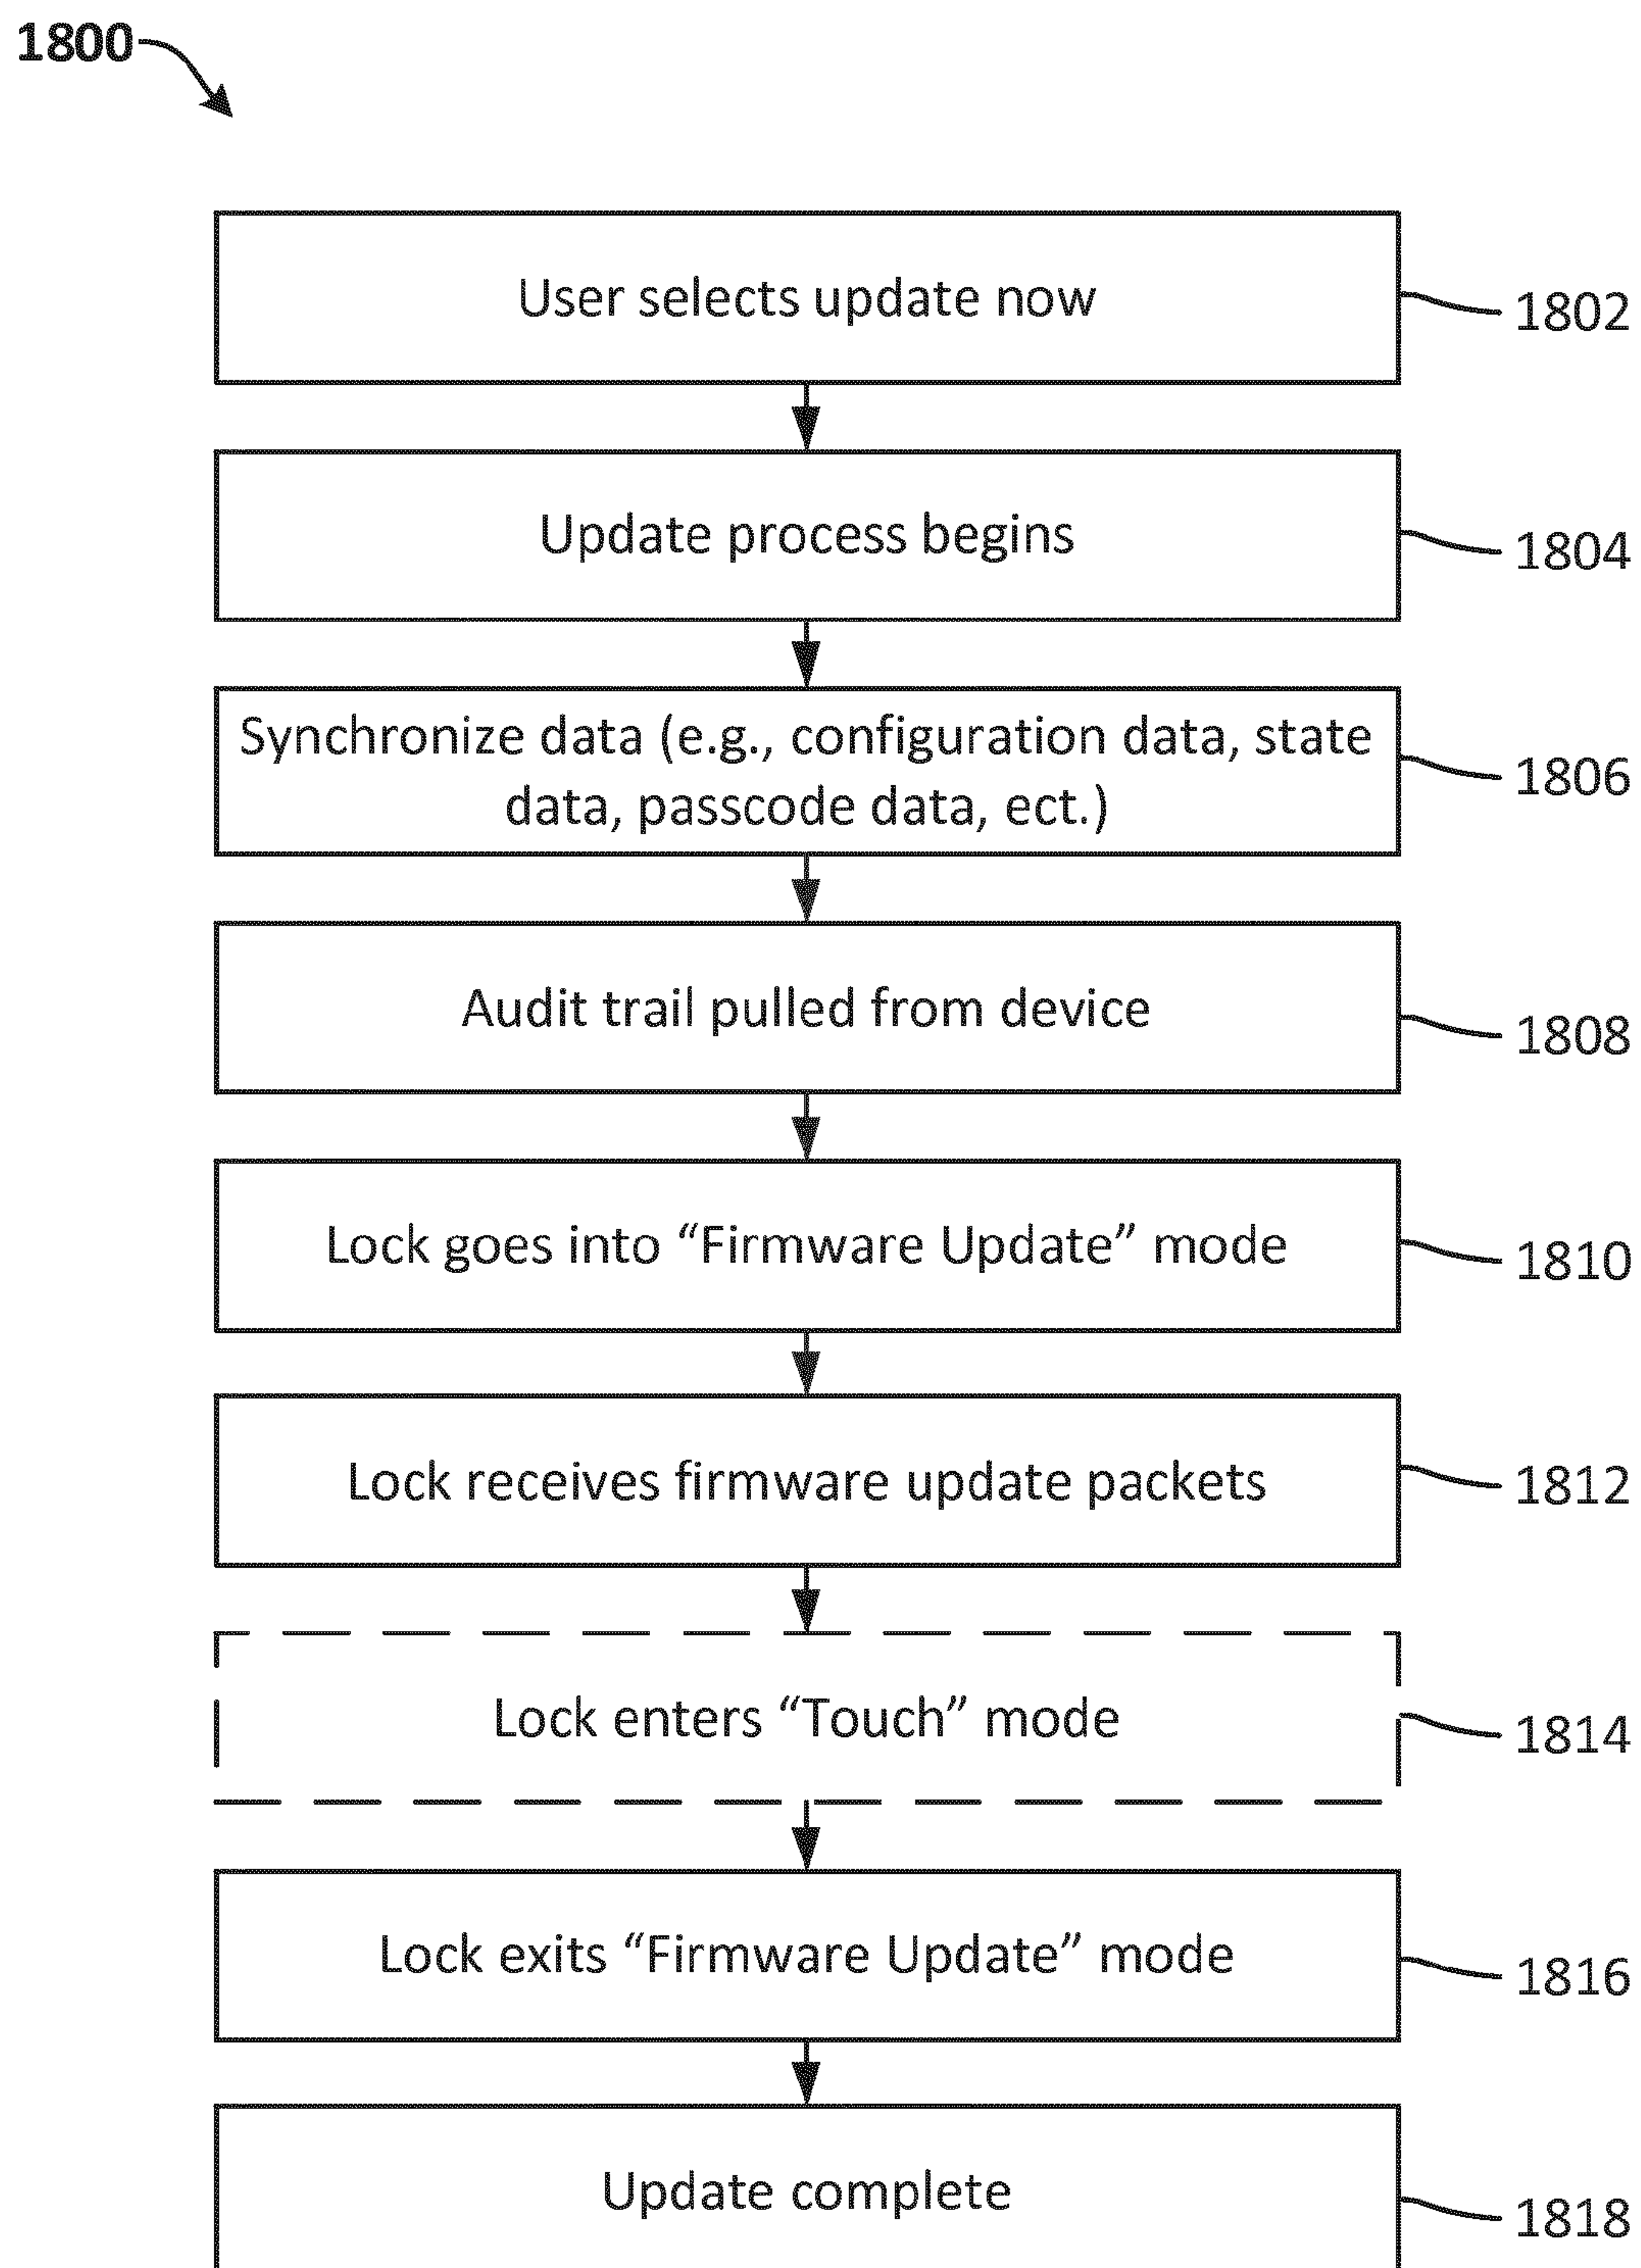 1800
User selects update now
1802
Update process begins
1804
Synchronize data (e.g., configuration data, state
data, passcode data, ect.)
1806
Audit trail pulled from device
1808
Lock goes into “Firmware Update” mode
1810
Lock receives firmware update packets
1812
Lock enters “Touch” mode
1814
Lock exits “Firmware Update” mode
1816
Update complete
1818